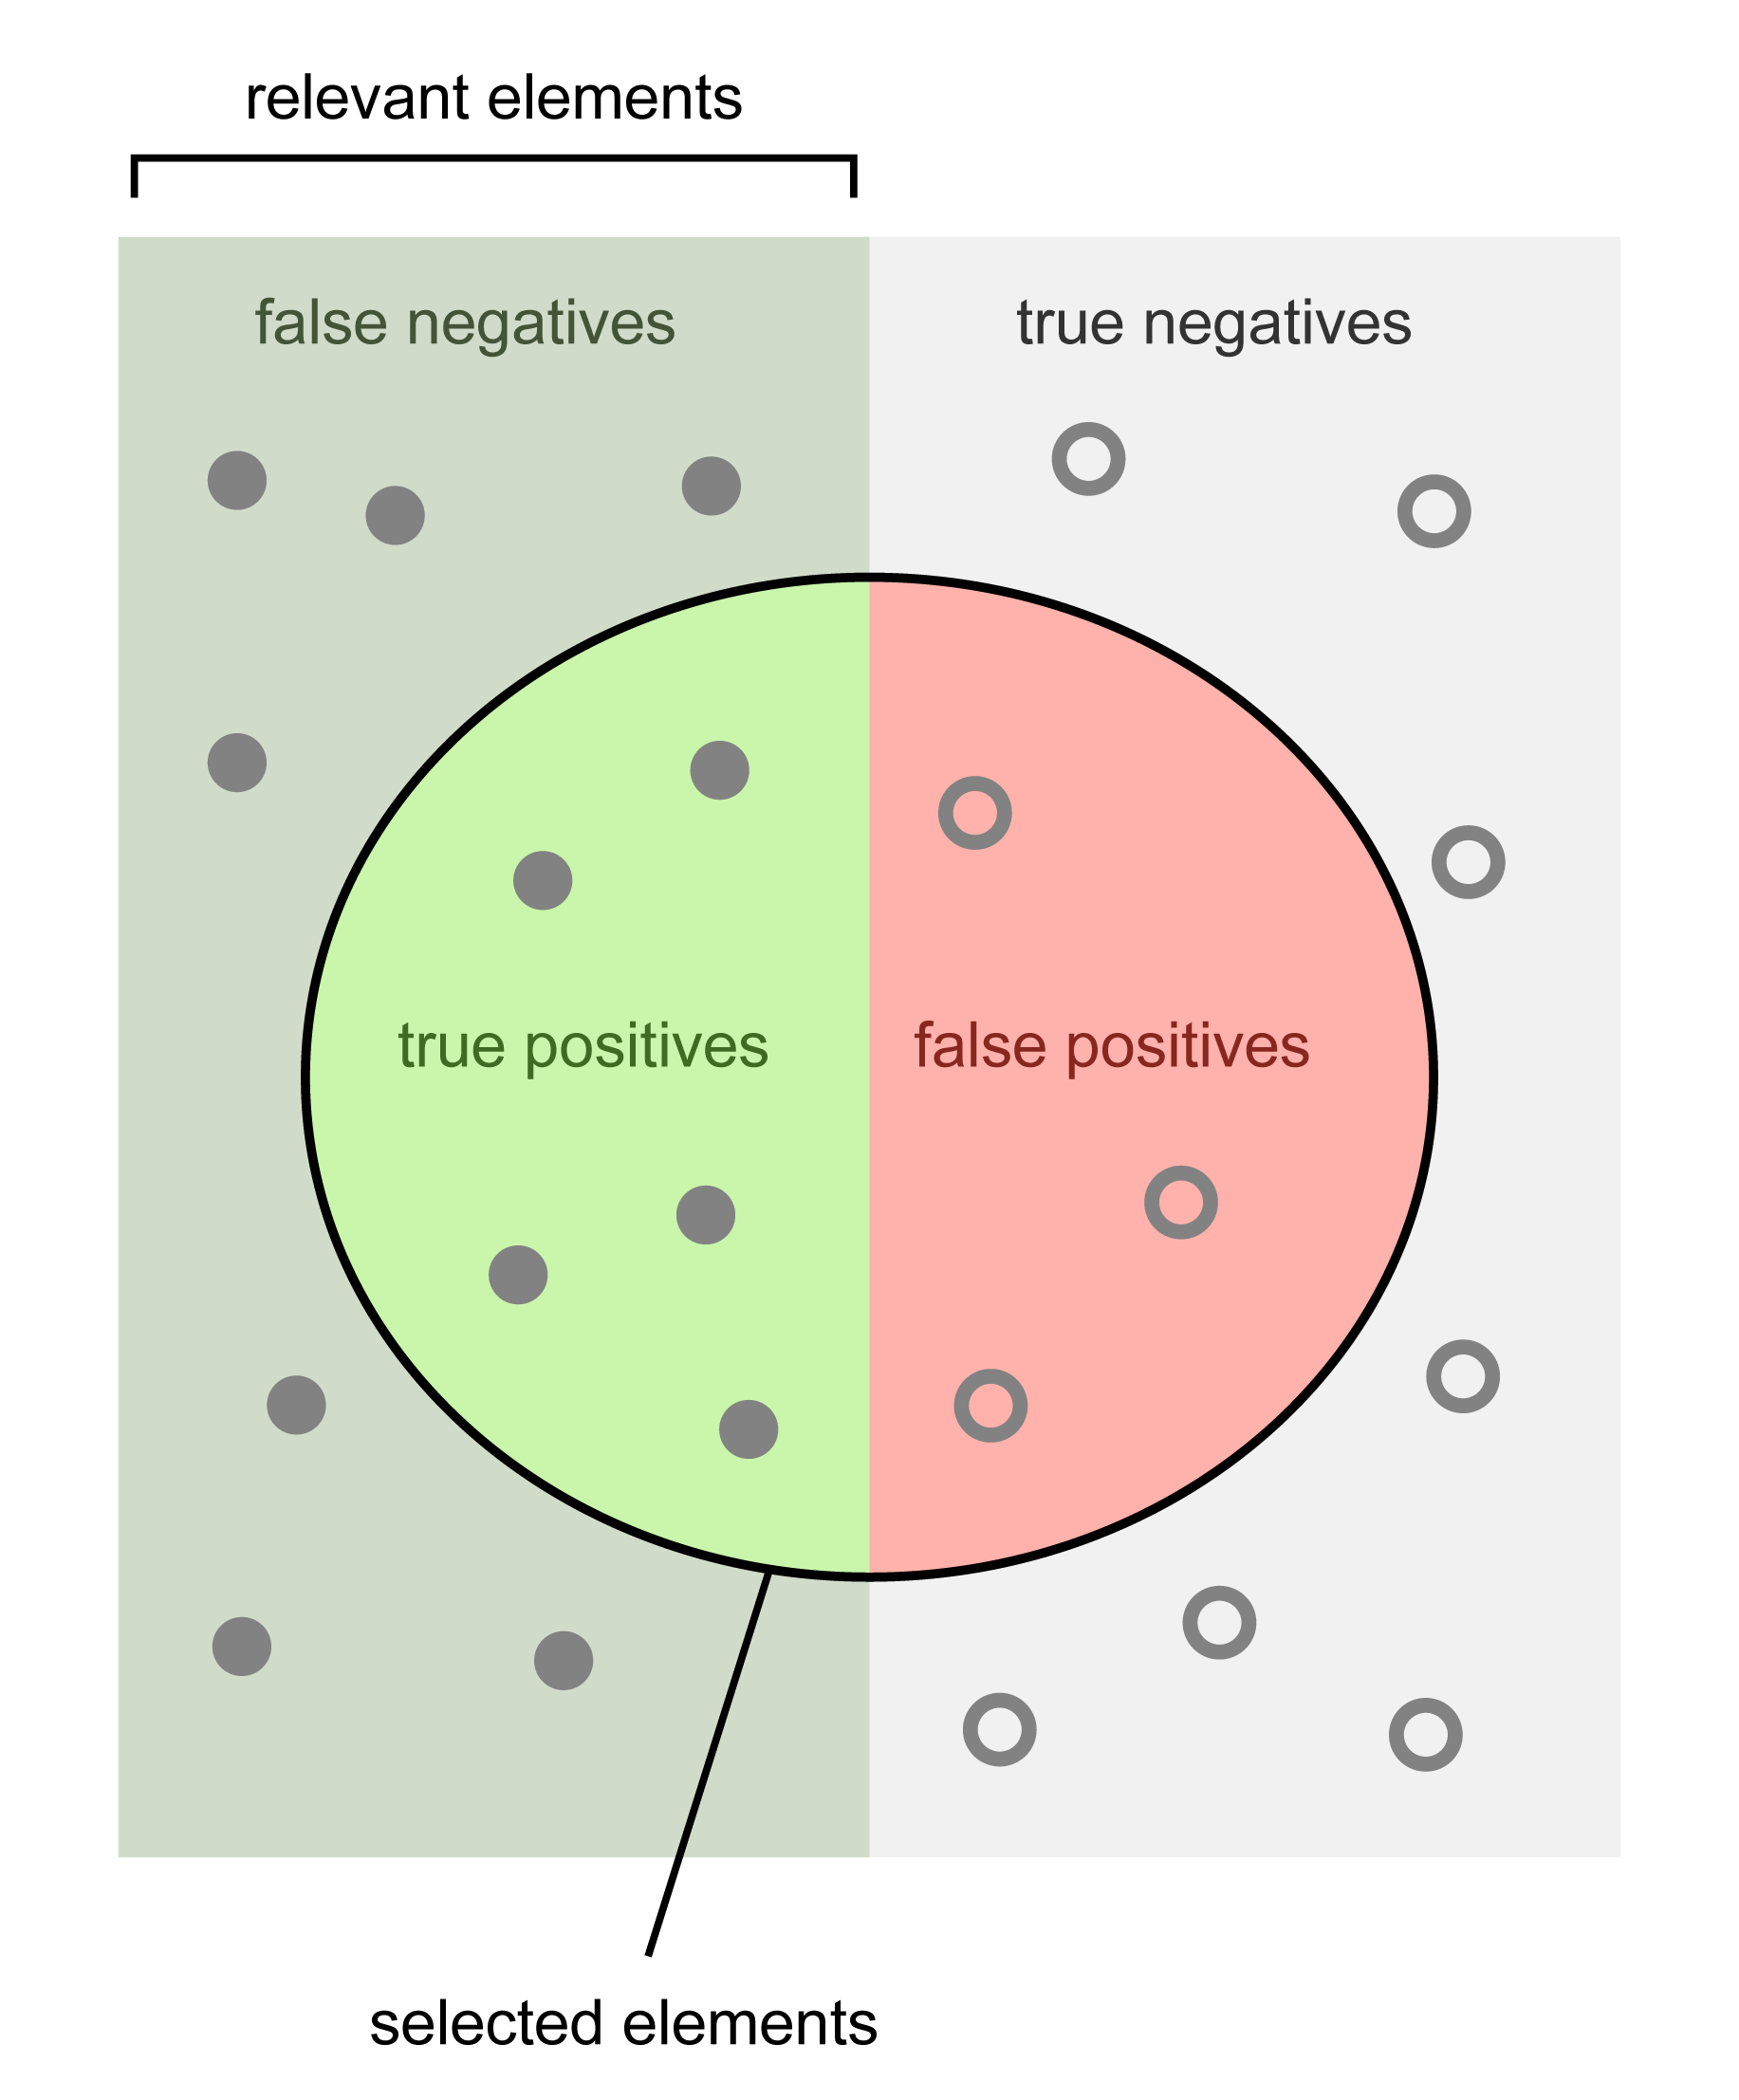 relevant elements
false negatives
true negatives
true positives
false positives
selected elements